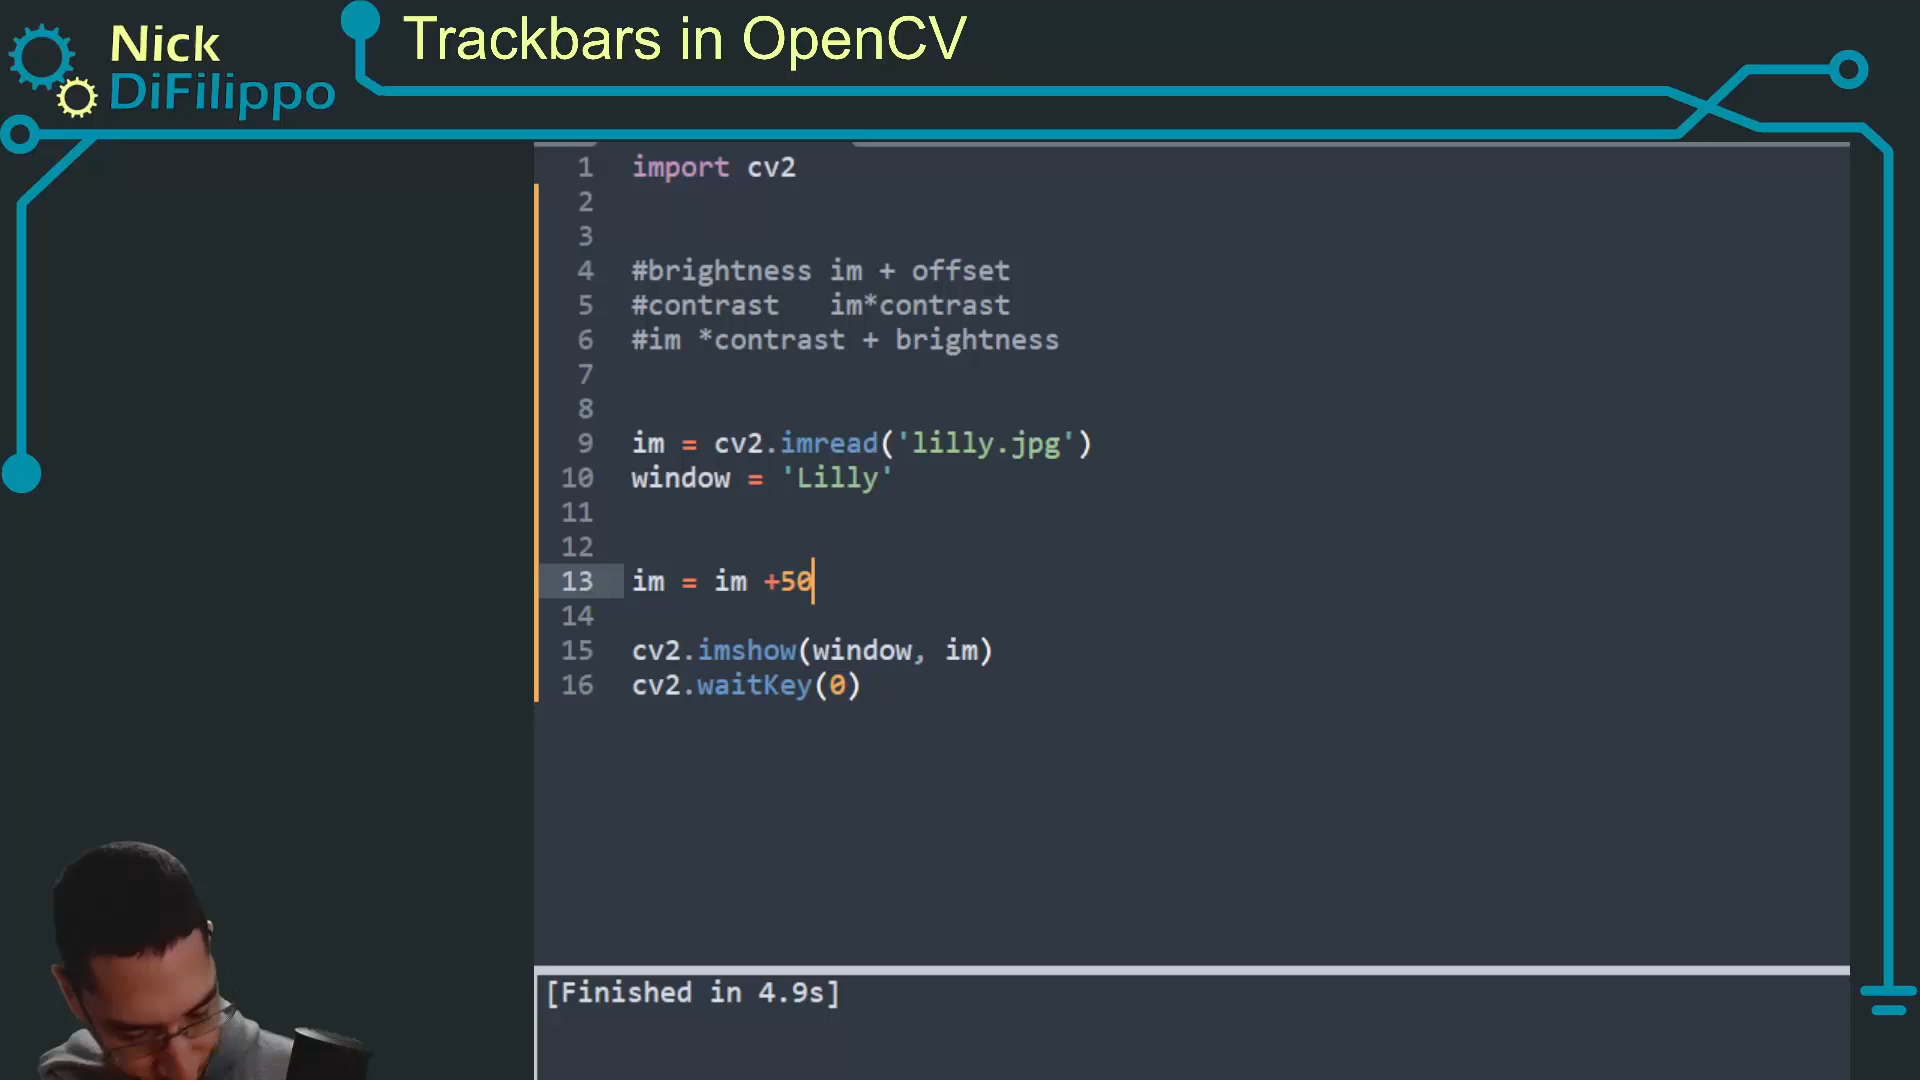 Nick
DiFilippo
Trackbars in OpenCV
1 import cv2
2
3
4 #brightness im + offset
5 #contrast   im*contrast
6 #im *contrast + brightness
7
8
9 im = cv2.imread('lilly.jpg')
10 window = 'Lilly'
11
12
13 im = im +50
14
15 cv2.imshow(window, im)
16 cv2.waitKey(0)
[Finished in 4.9s]